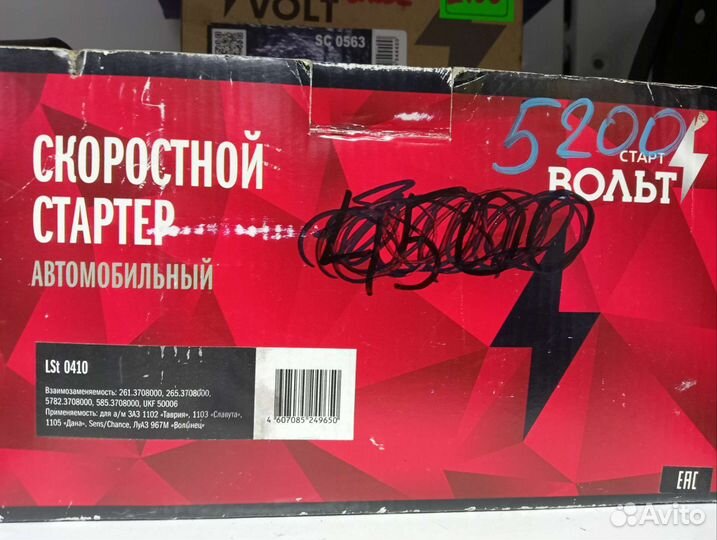 VOLT
SC 0563
5200
СТАРТ
ВОЛЬТ
СКОРОСТНОЙ
СТАРТЕР
АВТОМОБИЛЬНЫЙ
LSt 0410
Взаимозаменяемость: 261.3708000, 265.3708000,
5782.3708000, 585.3708000, UKF 50006
Применяемость: для а/м ЗАЗ 1102 «Таврия», 1103 «Славута»,
1105 «Дана», Sens/Chance, ЛуАЗ 967М «Волынец»
4 607085 249650
EAC
Avito